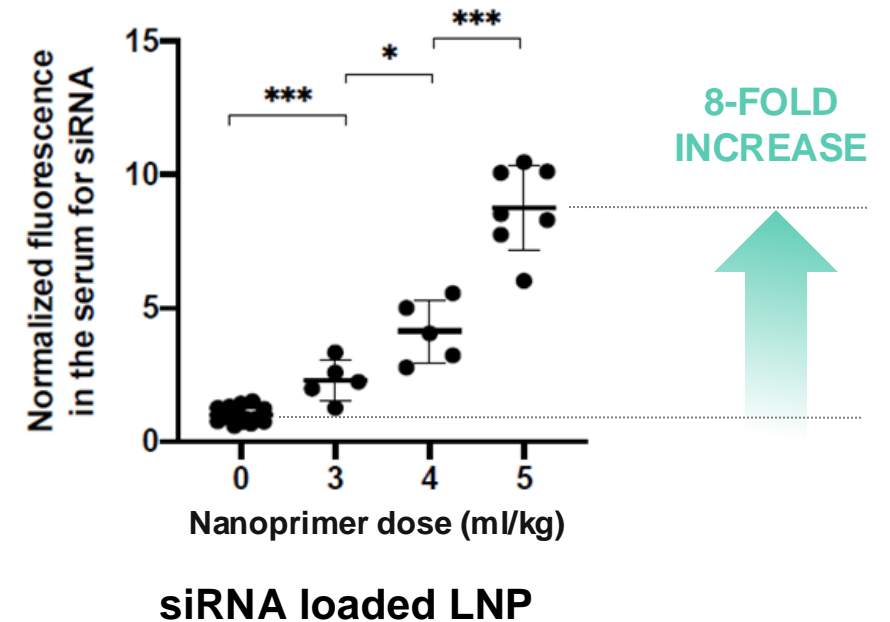 Normalized fluorescence
in the serum for siRNA
15
10
5
0
***
*
***
0 3 4 5
Nanoprimer dose (ml/kg)
siRNA loaded LNP
8-FOLD
INCREASE